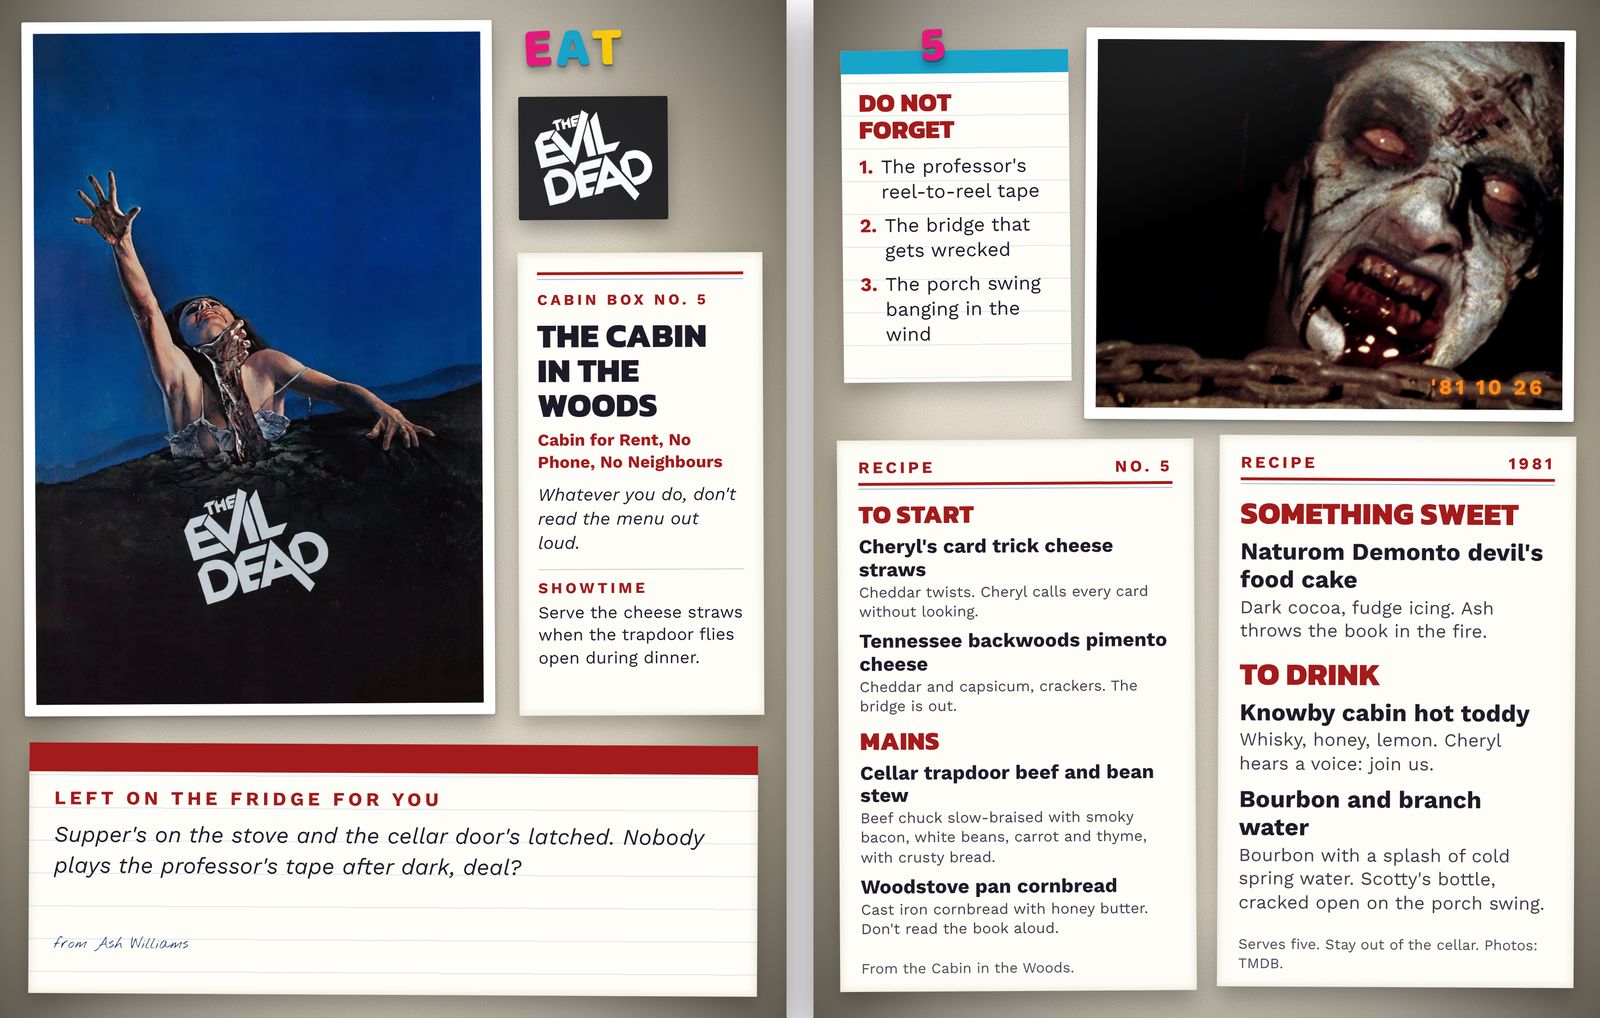 EAT
THE
EVIL
DEAD
THE
EVIL
DEAD
CABIN BOX NO. 5
THE CABIN
IN THE
WOODS
Cabin for Rent, No
Phone, No Neighbours
Whatever you do, don't
read the menu out
loud.
SHOWTIME
Serve the cheese straws
when the trapdoor flies
open during dinner.
LEFT ON THE FRIDGE FOR YOU
Supper's on the stove and the cellar door's latched. Nobody
plays the professor's tape after dark, deal?
from Ash Williams
5
DO NOT
FORGET
1. The professor's
reel-to-reel tape
2. The bridge that
gets wrecked
3. The porch swing
banging in the
wind
'81 10 26
RECIPE NO. 5
TO START
Cheryl's card trick cheese
straws
Cheddar twists. Cheryl calls every card
without looking.
Tennessee backwoods pimento
cheese
Cheddar and capsicum, crackers. The
bridge is out.
MAINS
Cellar trapdoor beef and bean
stew
Beef chuck slow-braised with smoky
bacon, white beans, carrot and thyme,
with crusty bread.
Woodstove pan cornbread
Cast iron cornbread with honey butter.
Don't read the book aloud.
From the Cabin in the Woods.
RECIPE 1981
SOMETHING SWEET
Naturom Demonto devil's
food cake
Dark cocoa, fudge icing. Ash
throws the book in the fire.
TO DRINK
Knowby cabin hot toddy
Whisky, honey, lemon. Cheryl
hears a voice: join us.
Bourbon and branch
water
Bourbon with a splash of cold
spring water. Scotty's bottle,
cracked open on the porch swing.
Serves five. Stay out of the cellar. Photos:
TMDB.